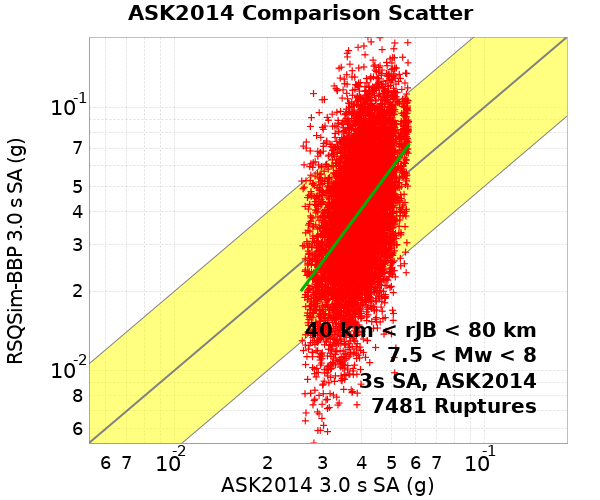 ASK2014 Comparison Scatter
RSQSim-BBP 3.0 s SA (g)
10-1
7
5
4
3
2
10-2
8
6
40 km < rJB < 80 km
7.5 < Mw < 8
3s SA, ASK2014
7481 Ruptures
6 7 10-2 2 3 4 5 6 7 10-1
ASK2014 3.0 s SA (g)